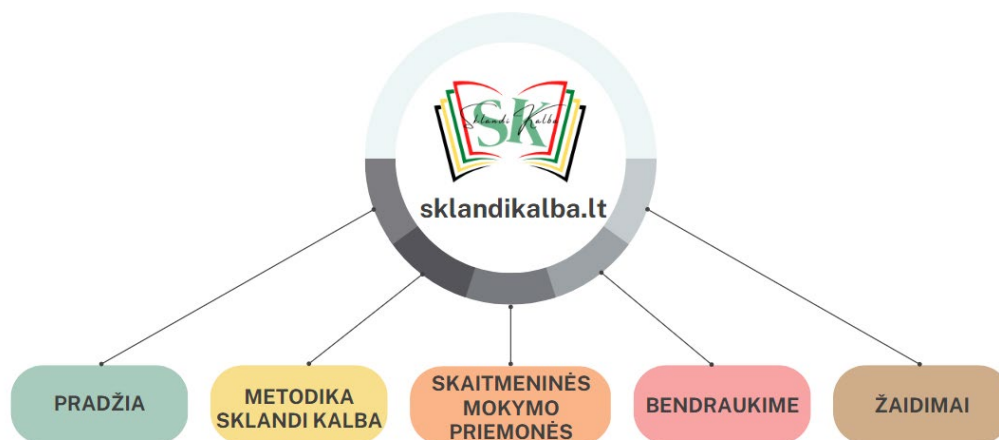 SK
Sklandi Kalba
sklandikalba.lt
PRADŽIA
METODIKA
SKLANDI KALBA
SKAITMENINĖS
MOKYMO
PRIEMONĖS
BENDRAUKIME
ŽAIDIMAI